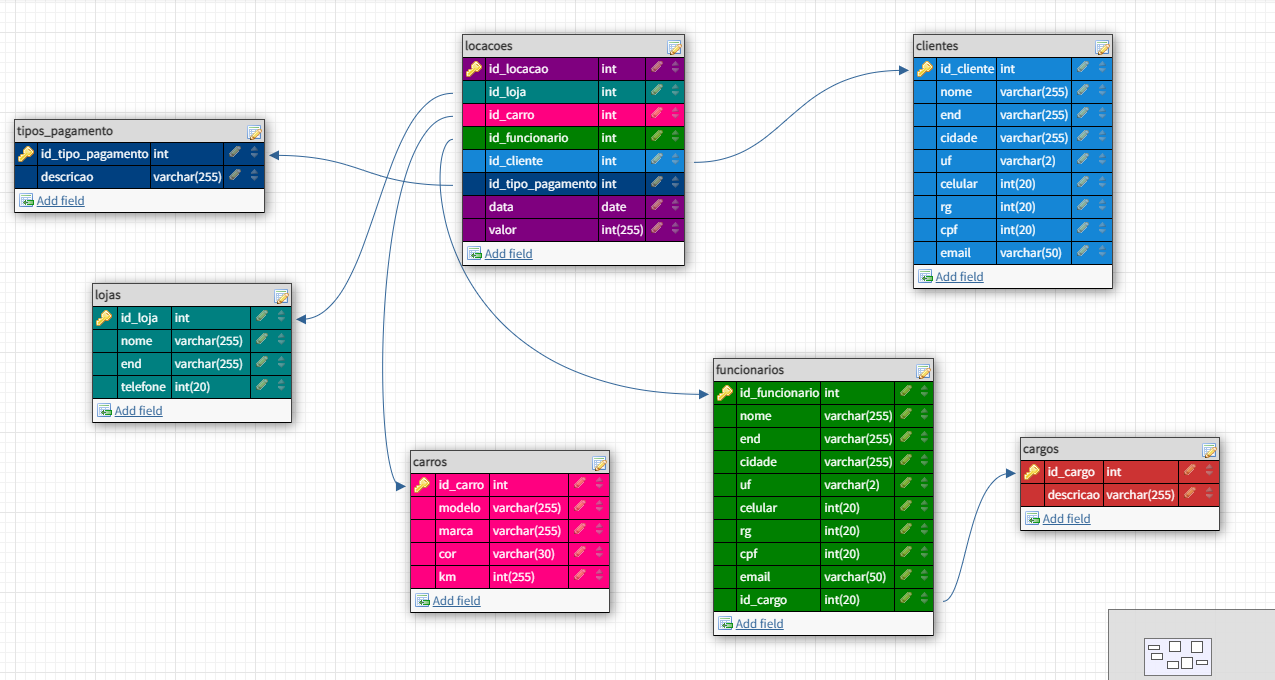 locacoes
id_locacao int
id_loja int
id_carro int
id_funcionario int
id_cliente int
id_tipo_pagamento int
data date
valor int(255)
Add field
clientes
id_cliente int
nome varchar(255)
end varchar(255)
cidade varchar(255)
uf varchar(2)
celular int(20)
rg int(20)
cpf int(20)
email varchar(50)
Add field
tipos_pagamento
id_tipo_pagamento int
descricao varchar(255)
Add field
lojas
id_loja int
nome varchar(255)
end varchar(255)
telefone int(20)
Add field
funcionarios
id_funcionario int
nome varchar(255)
end varchar(255)
cidade varchar(255)
uf varchar(2)
celular int(20)
rg int(20)
cpf int(20)
email varchar(50)
id_cargo int(20)
Add field
cargos
id_cargo int
descricao varchar(255)
Add field
carros
id_carro int
modelo varchar(255)
marca varchar(255)
cor varchar(30)
km int(255)
Add field